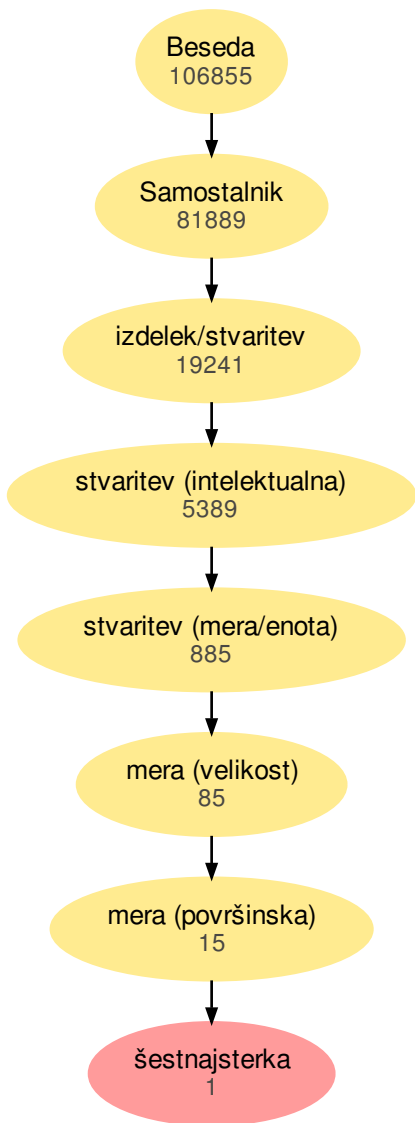 Beseda
106855
Samostalnik
81889
izdelek/stvaritev
19241
stvaritev (intelektualna)
5389
stvaritev (mera/enota)
885
mera (velikost)
85
mera (površinska)
15
šestnajsterka
1